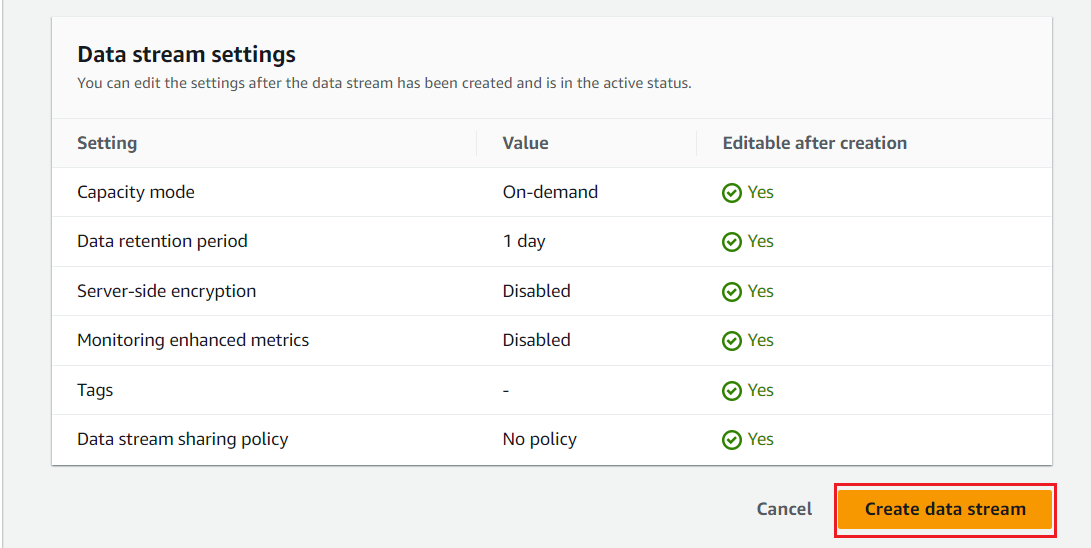 Data stream settings
You can edit the settings after the data stream has been created and is in the active status.
Setting Value Editable after creation
Capacity mode On-demand Yes
Data retention period 1 day Yes
Server-side encryption Disabled Yes
Monitoring enhanced metrics Disabled Yes
Tags - Yes
Data stream sharing policy No policy Yes
Cancel Create data stream